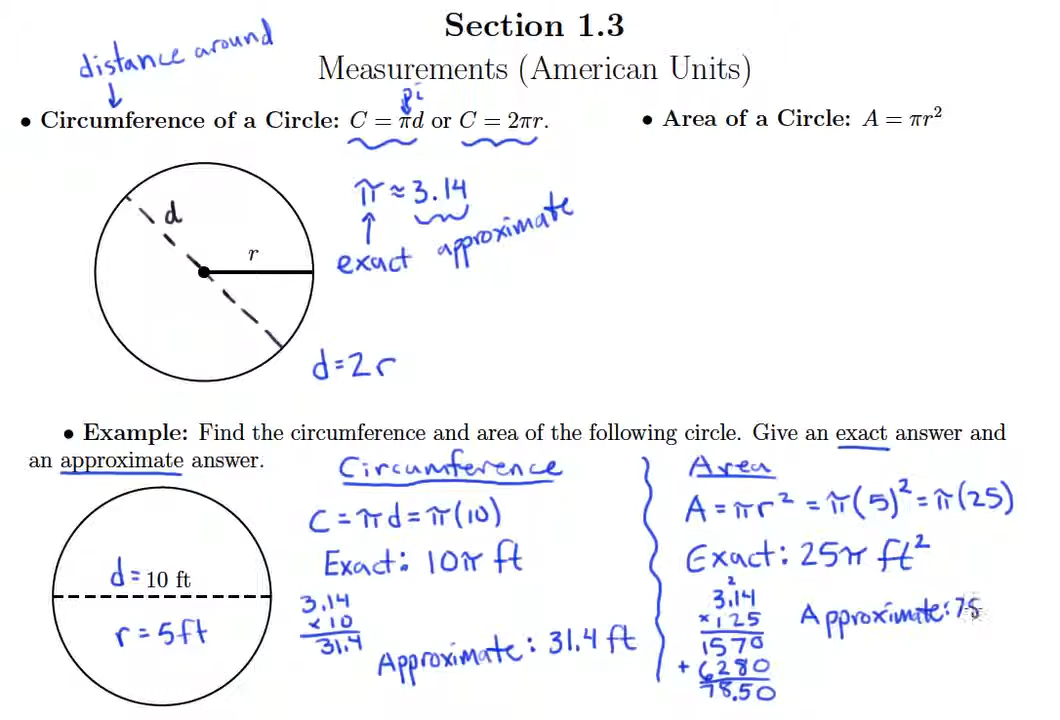 Section 1.3
Measurements (American Units)
distance around
pi
• Circumference of a Circle: C = πd or C = 2πr.
• Area of a Circle: A = πr²
d
r
π ≈ 3.14
exact approximate
d=2r
• Example: Find the circumference and area of the following circle. Give an exact answer and
an approximate answer.
d = 10 ft
r = 5ft
Circumference
C = πd = π(10)
Exact: 10π ft
3.14
×10
31.4
Approximate: 31.4 ft
Area
A = πr² = π(5)² = π(25)
Exact: 25π ft²
2
3.14
×125
1570
+6280
78.50
Approximate: 78